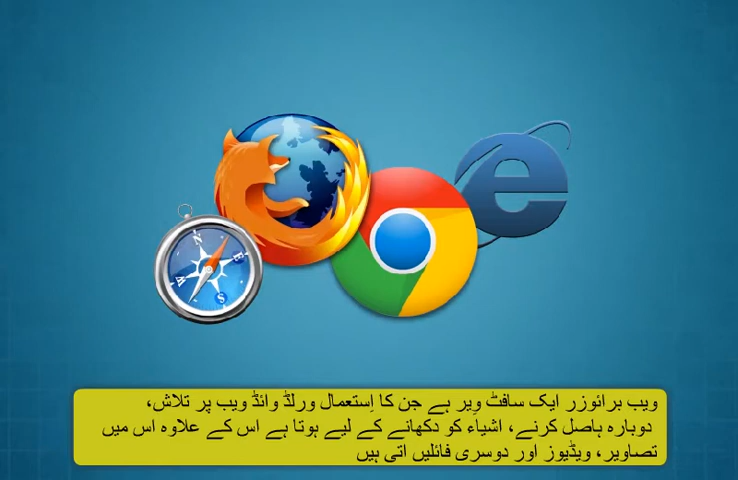 ویب برائوزر ایک سافٹ ویر ہے جن کا اِستعمال ورلڈ وائڈ ویب پر تلاش،
دوبارہ ہاصل کرنے، اشیاء کو دکھانے کے لیے ہوتا ہے اس کے علاوہ اس میں
تصاویر، ویڈیوز اور دوسری فائلیں اتی ہیں